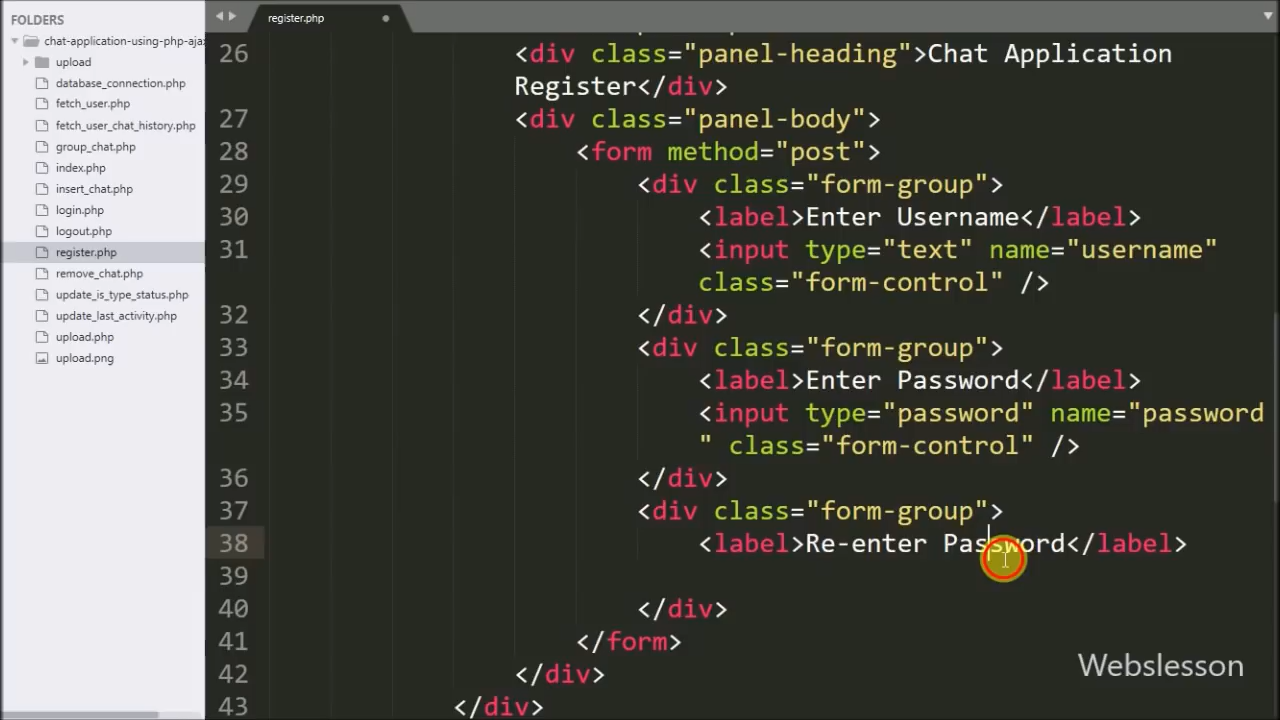 FOLDERS
chat-application-using-php-ajax
upload
database_connection.php
fetch_user.php
fetch_user_chat_history.php
group_chat.php
index.php
insert_chat.php
login.php
logout.php
register.php
remove_chat.php
update_is_type_status.php
update_last_activity.php
upload.php
upload.png
register.php
26 <div class="panel-heading">Chat Application
Register</div>
27 <div class="panel-body">
28 <form method="post">
29 <div class="form-group">
30 <label>Enter Username</label>
31 <input type="text" name="username"
class="form-control" />
32 </div>
33 <div class="form-group">
34 <label>Enter Password</label>
35 <input type="password" name="password
" class="form-control" />
36 </div>
37 <div class="form-group">
38 <label>Re-enter Password</label>
39
40 </div>
41 </form>
42 </div>
43 </div>
Webslesson